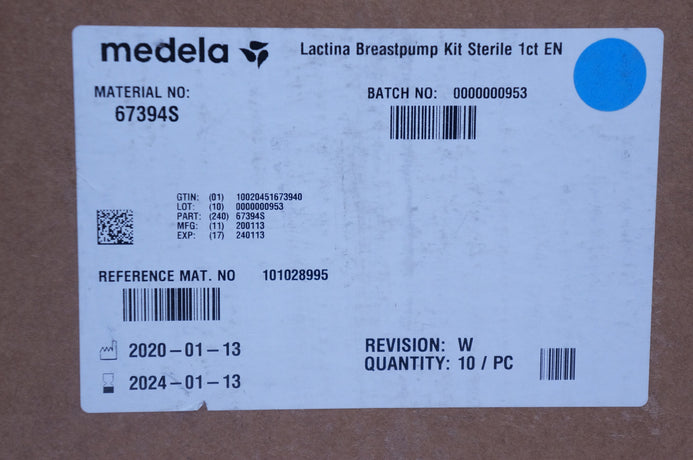 medela
Lactina Breastpump Kit Sterile 1ct EN
MATERIAL NO:
67394S
BATCH NO: 0000000953
GTIN: (01) 10020451673940
LOT: (10) 0000000953
PART: (240) 67394S
MFG: (11) 200113
EXP: (17) 240113
REFERENCE MAT. NO 101028995
2020-01-13
2024-01-13
REVISION: W
QUANTITY: 10 / PC